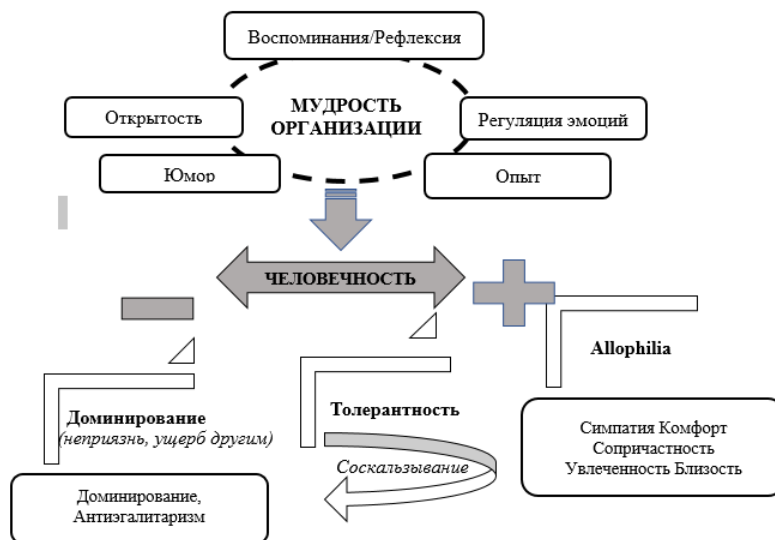 Воспоминания/Рефлексия
МУДРОСТЬ
ОРГАНИЗАЦИИ
Открытость
Регуляция эмоций
Юмор
Опыт
ЧЕЛОВЕЧНОСТЬ
Allophilia
Доминирование
(неприязнь, ущерб другим)
Толерантность
Симпатия Комфорт
Сопричастность
Увлеченность Близость
Соскальзывание
Доминирование,
Антиэгалитаризм